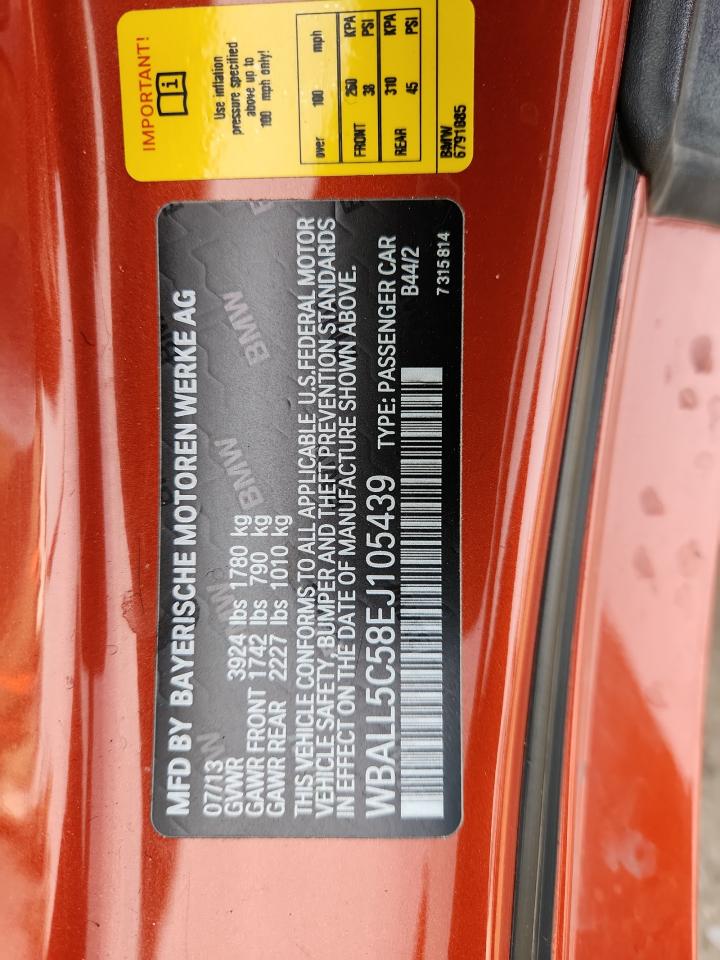 MFD BY BAYERISCHE MOTOREN WERKE AG
07/13
GVWR 3924 lbs 1780 kg
GAWR FRONT 1742 lbs 790 kg
GAWR REAR 2227 lbs 1010 kg
THIS VEHICLE CONFORMS TO ALL APPLICABLE U.S.FEDERAL MOTOR
VEHICLE SAFETY, BUMPER AND THEFT PREVENTION STANDARDS
IN EFFECT ON THE DATE OF MANUFACTURE SHOWN ABOVE.
WBALL5C58EJ105439 TYPE: PASSENGER CAR
B44/2
7315814
BMW
BMW
BMW
IMPORTANT!
i
Use inflation
pressure specified
above up to
100 mph only!
over 100 mph
FRONT 260 KPA
38 PSI
REAR 310 KPA
45 PSI
BMW
6791085